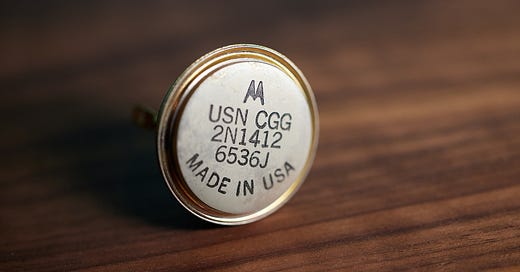 USN CGG
2N1412
6536J
MADE IN USA